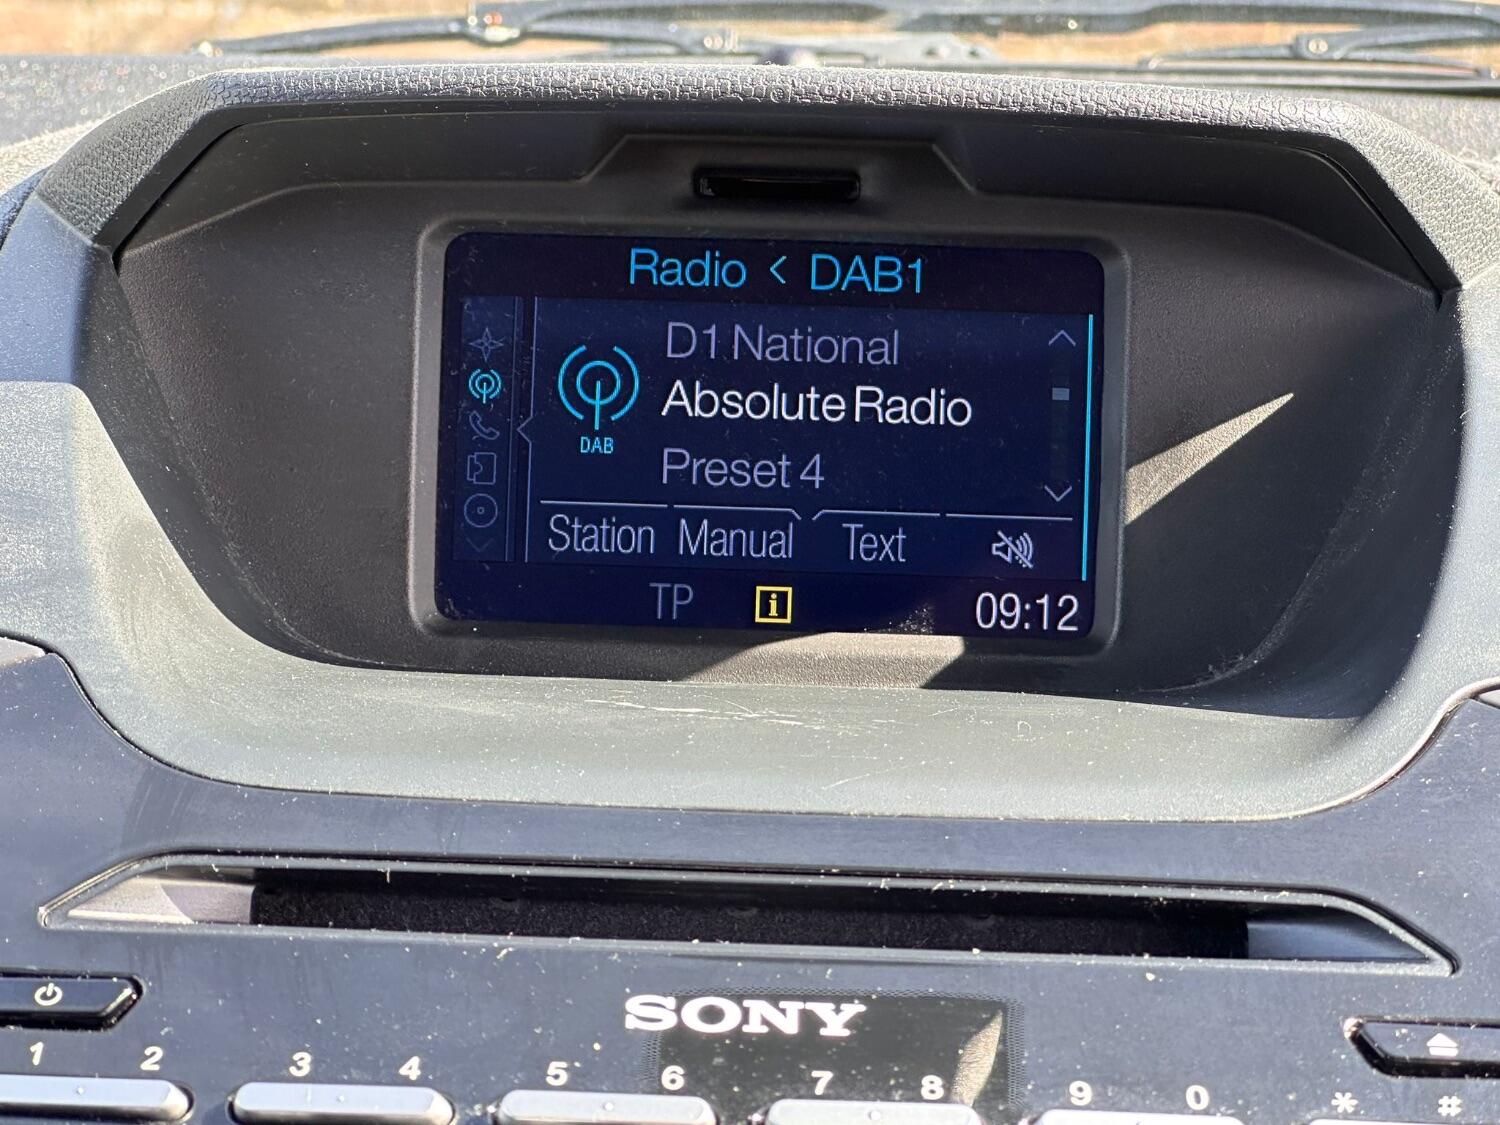 Radio < DAB1
D1 National
Absolute Radio
DAB
Preset 4
Station Manual Text
TP i 09:12
SONY
1 2 3 4 5 6 7 8 9 0 * #